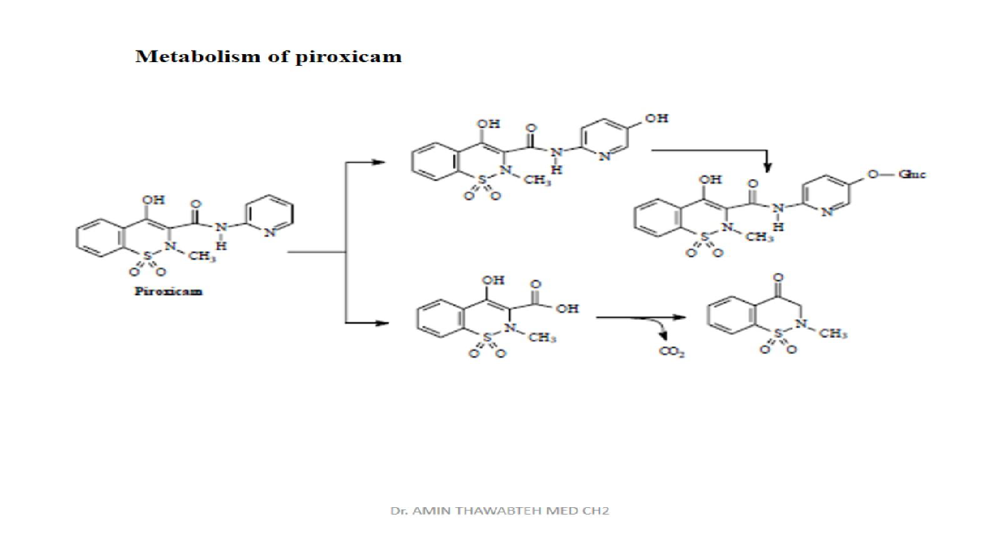 Metabolism of piroxicam
OH
O
OH
N
H
N
N
CH3
S
O O
O
Gluc
OH
O
N
H
N
N
CH3
S
O O
OH
O
N
H
N
N
CH3
S
O O
Piroxicam
OH
O
OH
N
CH3
S
O O
CO2
O
N
CH3
S
O O
Dr. AMIN THAWABTEH MED CH2